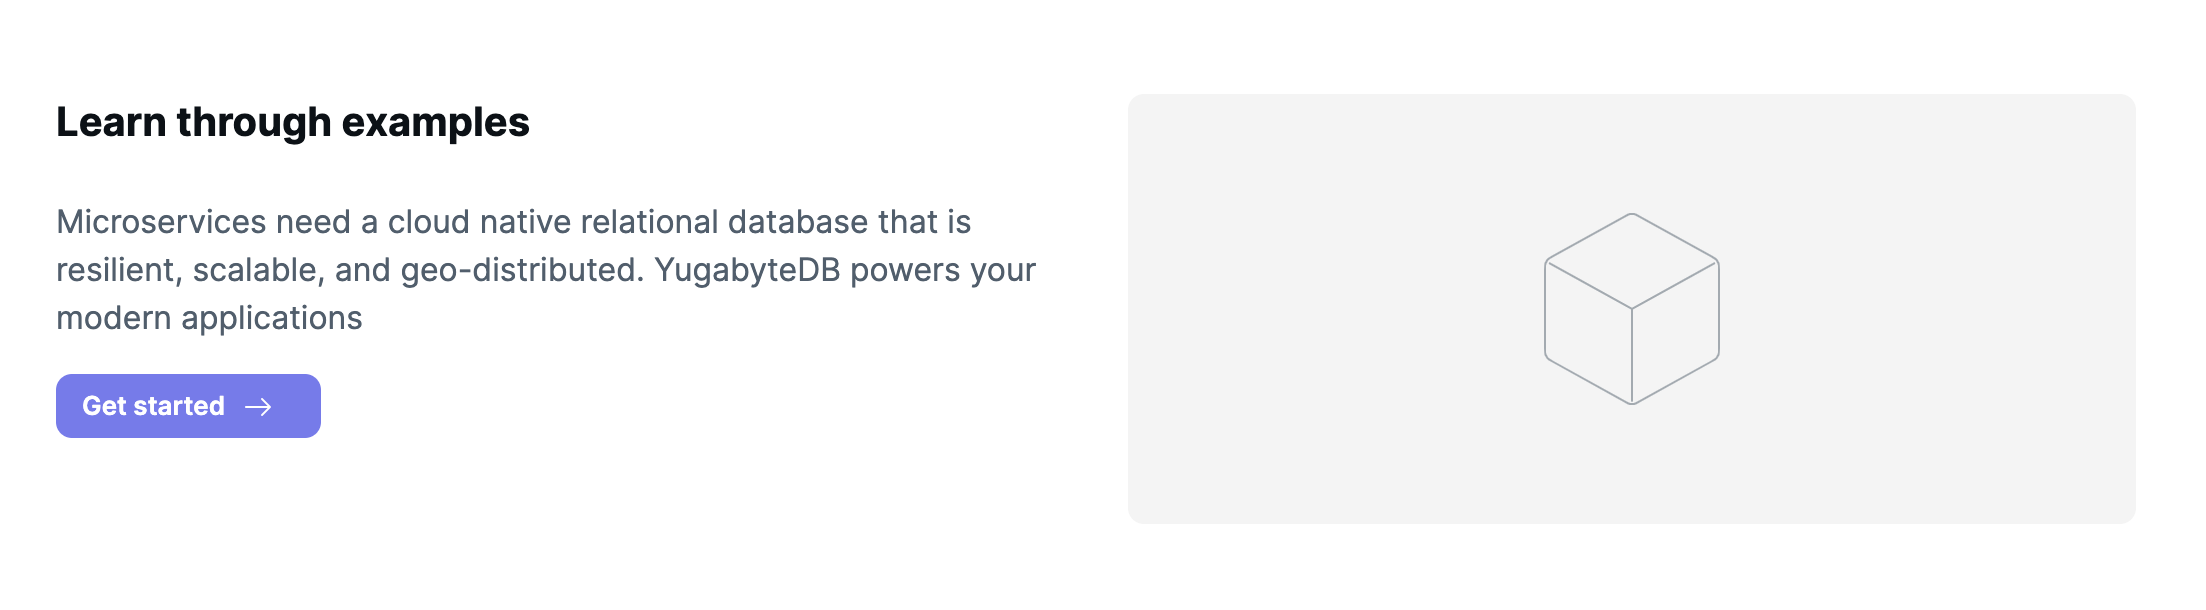 Learn through examples
Microservices need a cloud native relational database that is
resilient, scalable, and geo-distributed. YugabyteDB powers your
modern applications
Get started